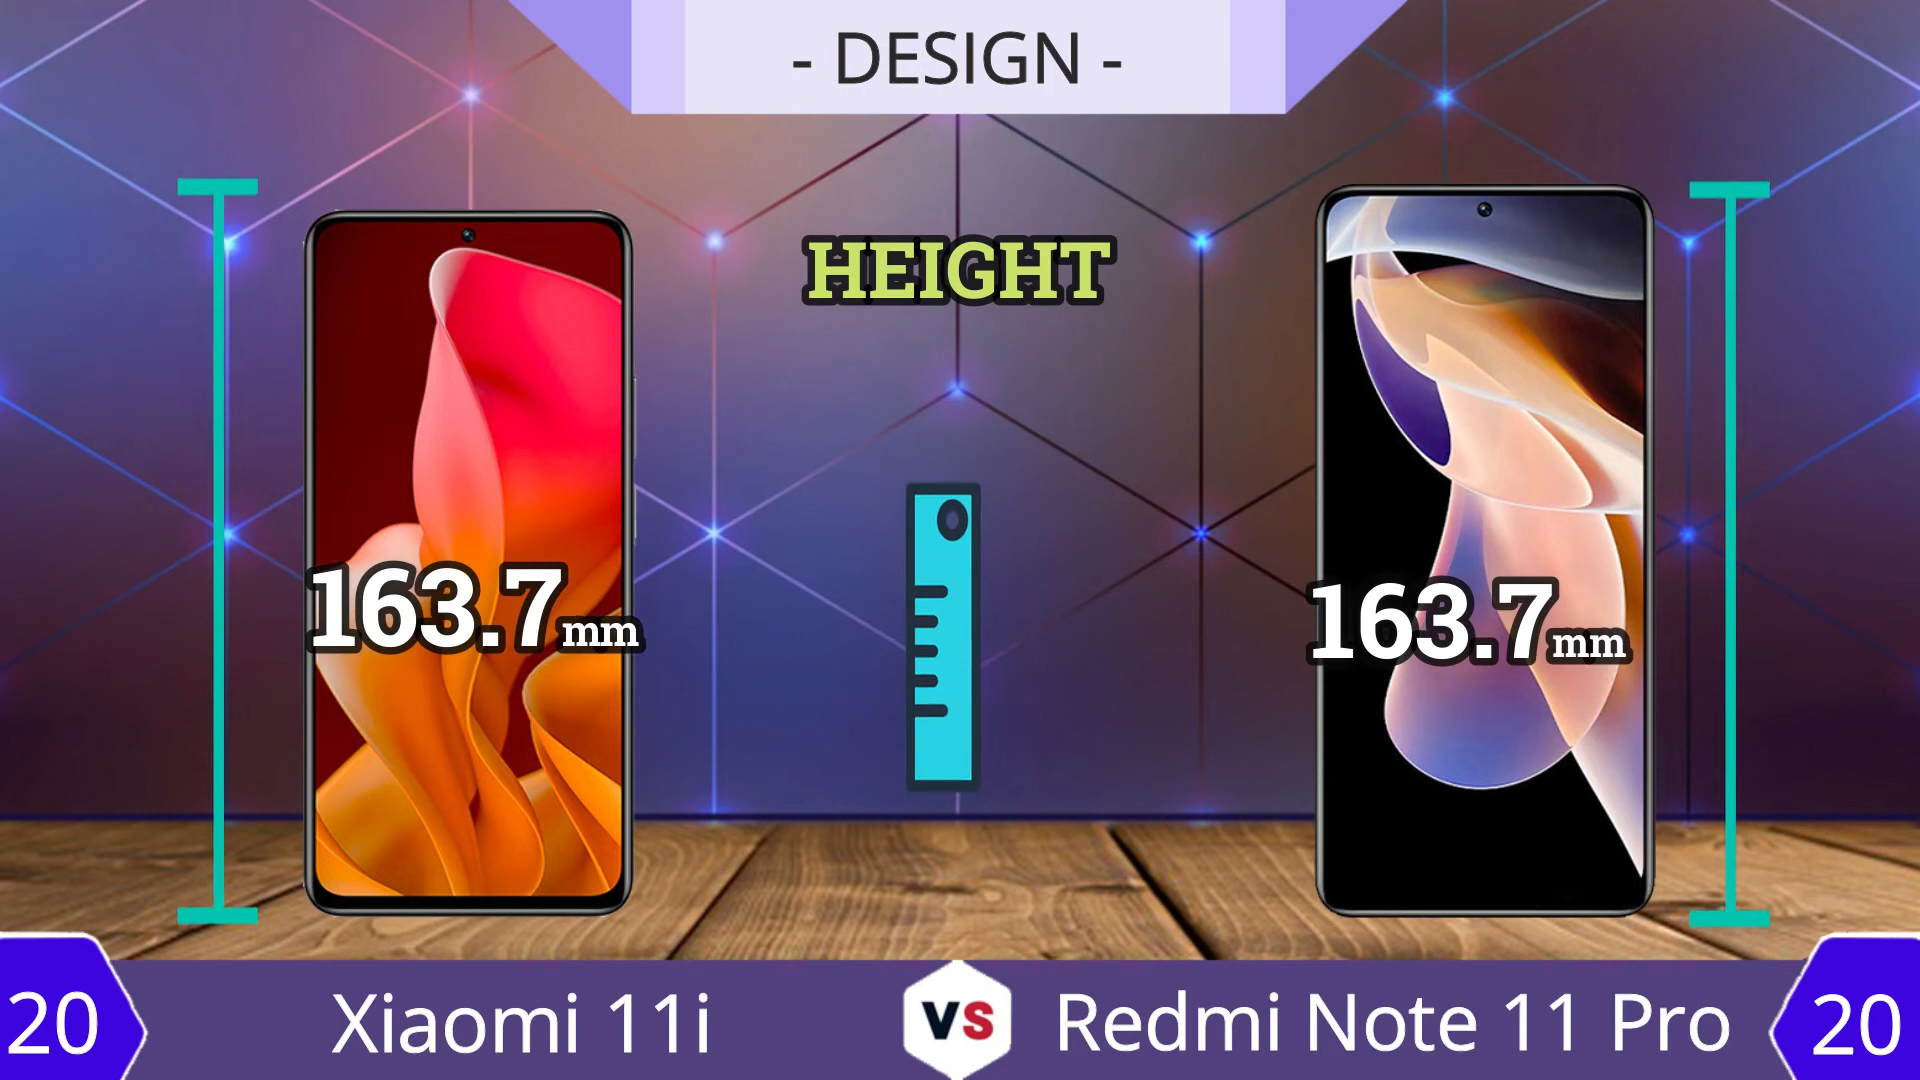 - DESIGN -
HEIGHT
163.7mm
163.7mm
20
Xiaomi 11i
VS
Redmi Note 11 Pro
20